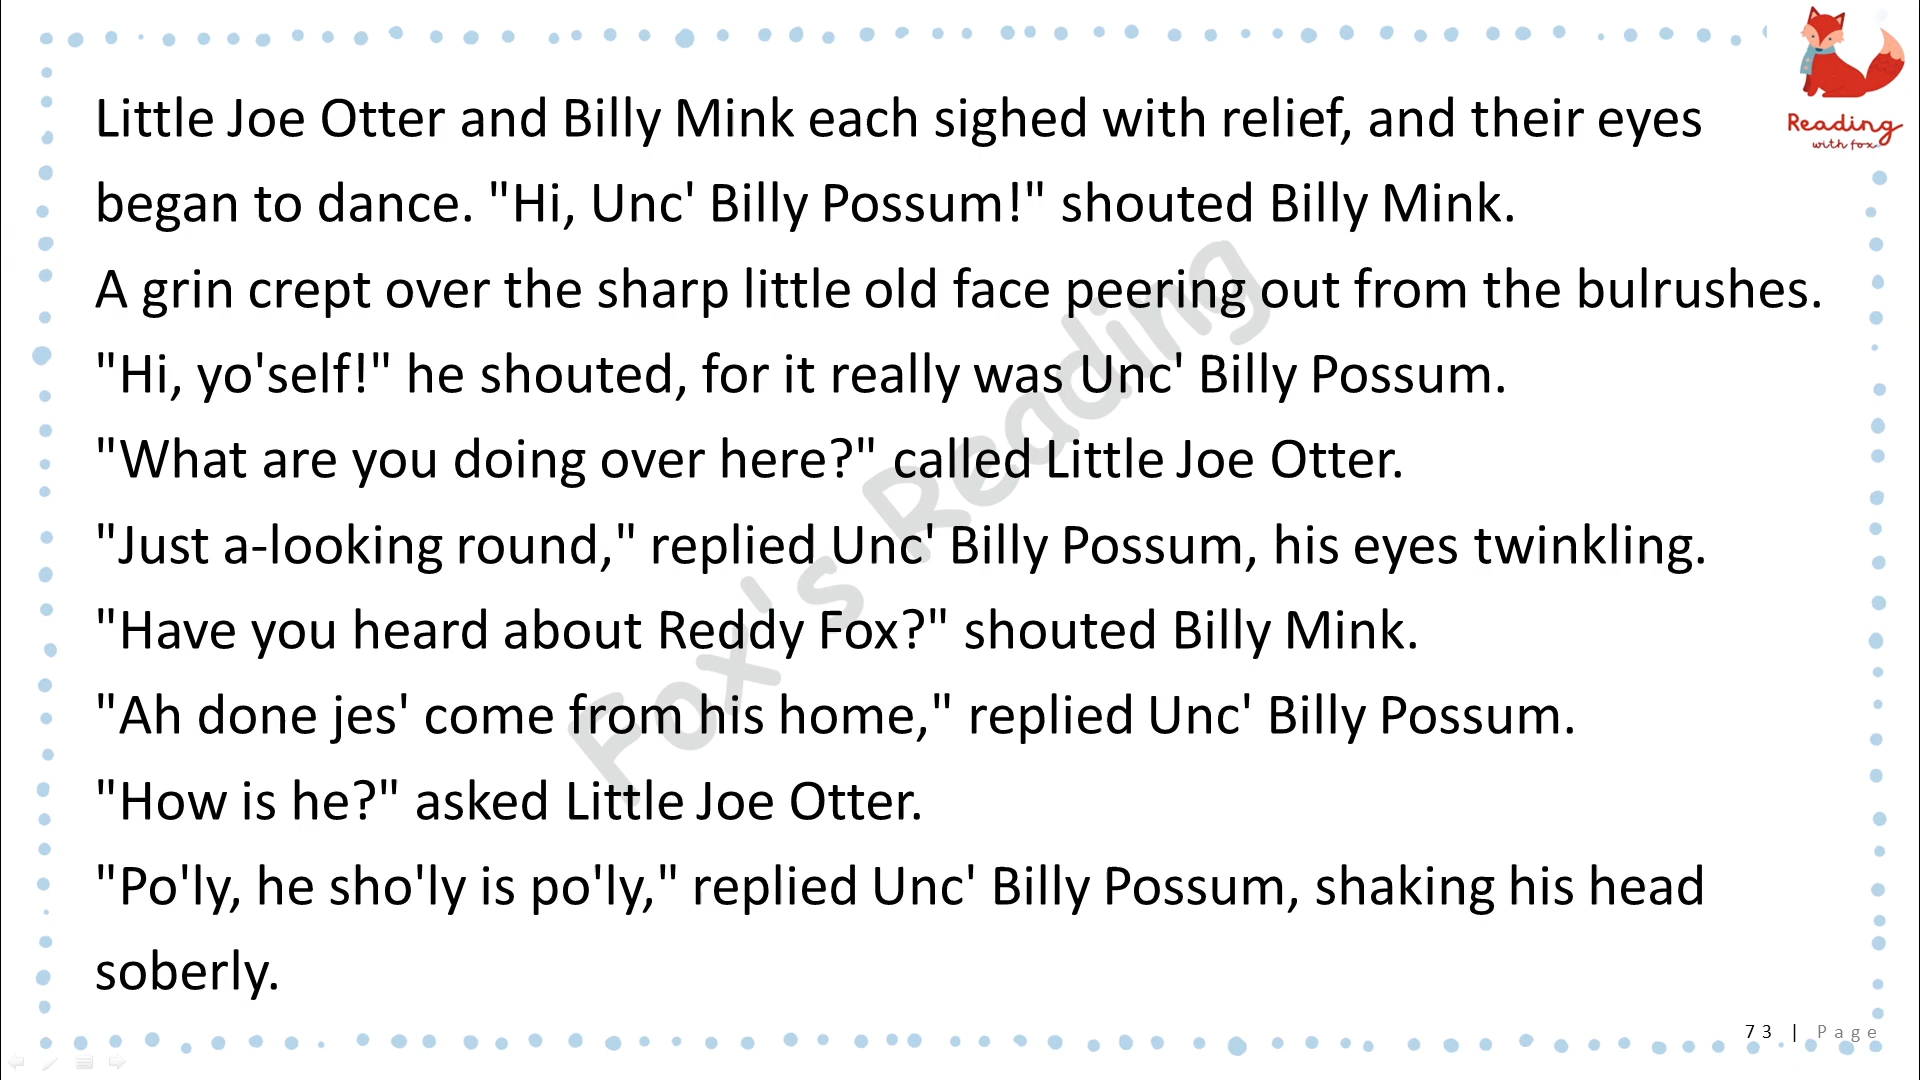 Little Joe Otter and Billy Mink each sighed with relief, and their eyes
began to dance. "Hi, Unc' Billy Possum!" shouted Billy Mink.
A grin crept over the sharp little old face peering out from the bulrushes.
"Hi, yo'self!" he shouted, for it really was Unc' Billy Possum.
"What are you doing over here?" called Little Joe Otter.
"Just a-looking round," replied Unc' Billy Possum, his eyes twinkling.
"Have you heard about Reddy Fox?" shouted Billy Mink.
"Ah done jes' come from his home," replied Unc' Billy Possum.
"How is he?" asked Little Joe Otter.
"Po'ly, he sho'ly is po'ly," replied Unc' Billy Possum, shaking his head
soberly.
Reading
with fox
Fox's Reading
73 | Page